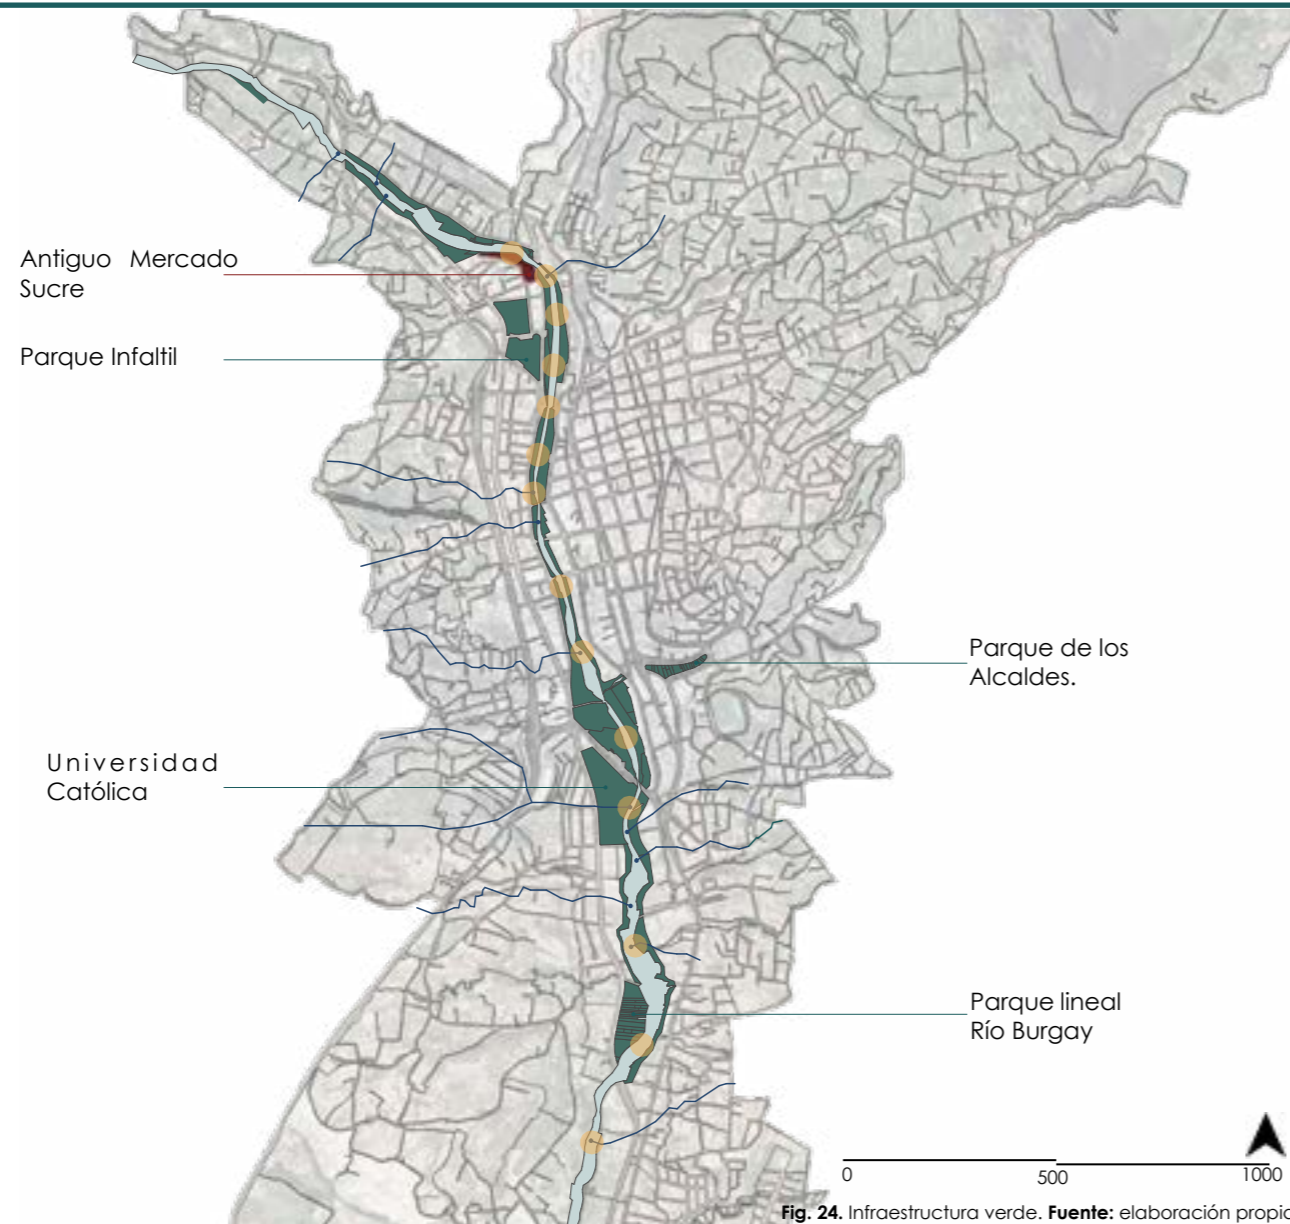 Antiguo Mercado
Sucre
Parque Infaltil
Parque de los
Alcaldes.
Universidad
Católica
Parque lineal
Río Burgay
0 500 1000
Fig. 24. Infraestructura verde. Fuente: elaboración propia